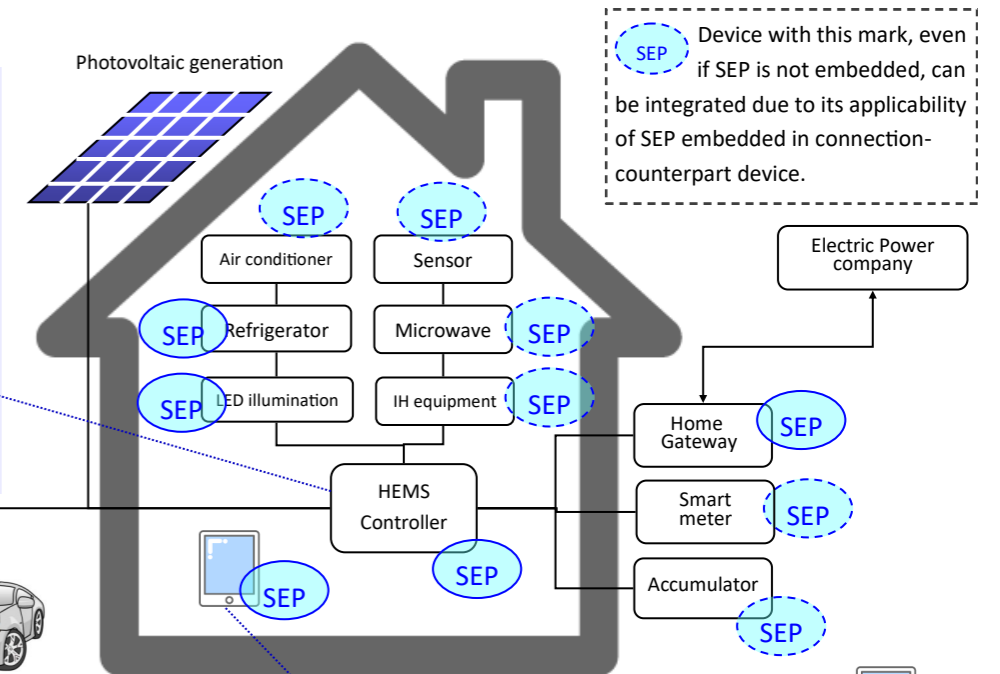 SEP
Device with this mark, even
if SEP is not embedded, can
be integrated due to its applicability
of SEP embedded in connection-
counterpart device.
Photovoltaic generation
SEP
SEP
Air conditioner
Sensor
Electric Power
company
SEP
Refrigerator
Microwave
SEP
SEP
LED illumination
IH equipment
SEP
Home
Gateway
SEP
HEMS
Controller
SEP
Smart
meter
SEP
SEP
Accumulator
SEP